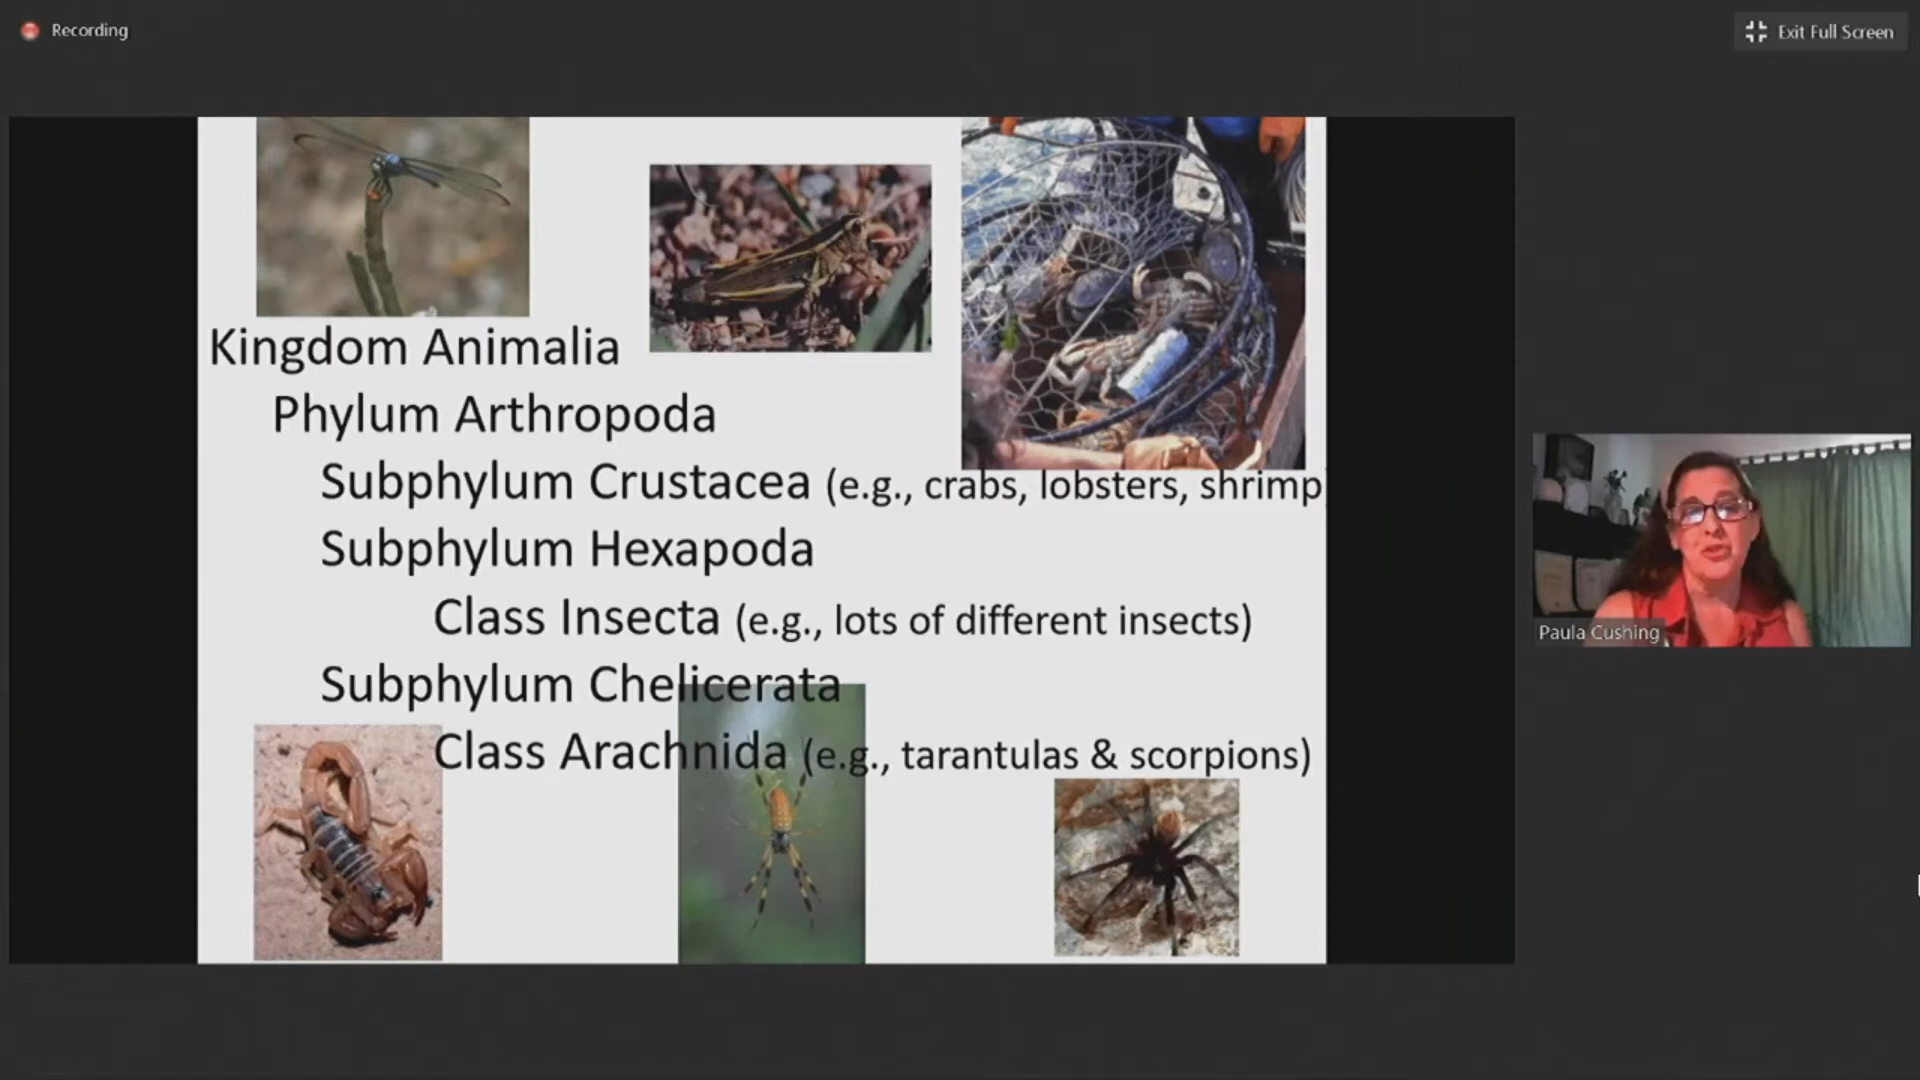 Recording
Exit Full Screen
Kingdom Animalia
Phylum Arthropoda
Subphylum Crustacea (e.g., crabs, lobsters, shrimp
Subphylum Hexapoda
Class Insecta (e.g., lots of different insects)
Subphylum Chelicerata
Class Arachnida (e.g., tarantulas & scorpions)
Paula Cushing